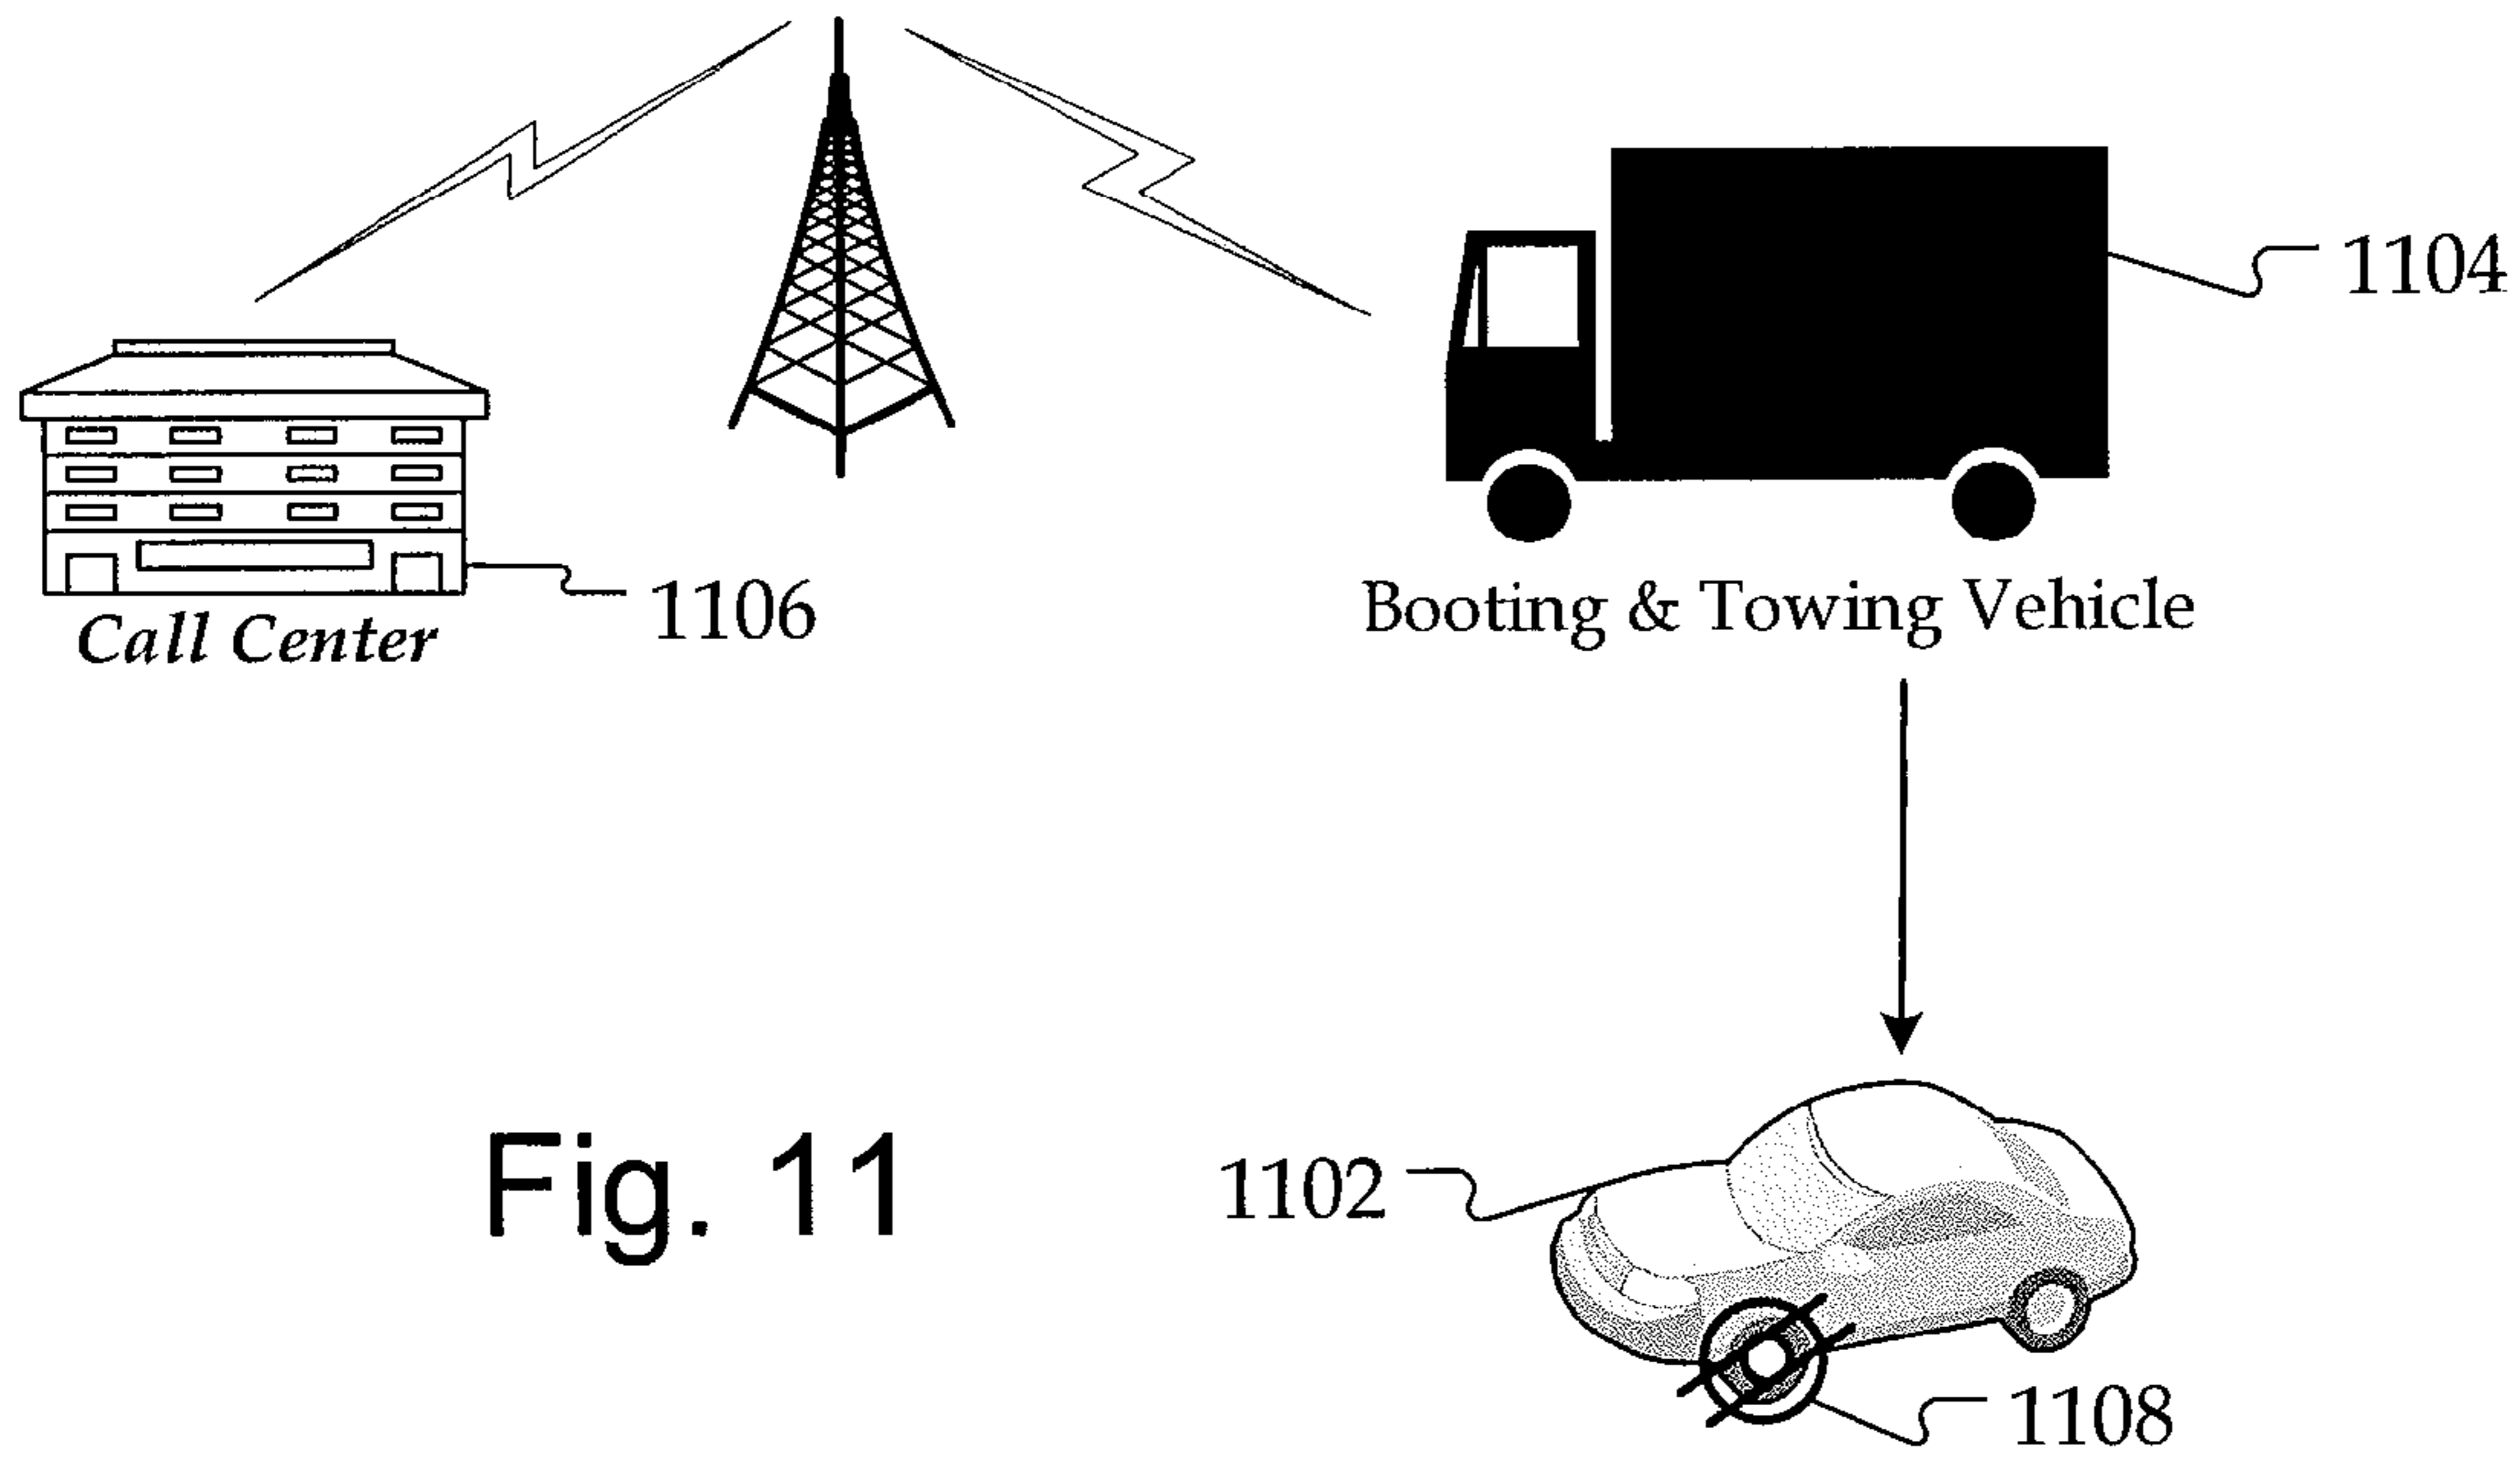 1104
1106
Call Center
Booting & Towing Vehicle
Fig. 11
1102
1108